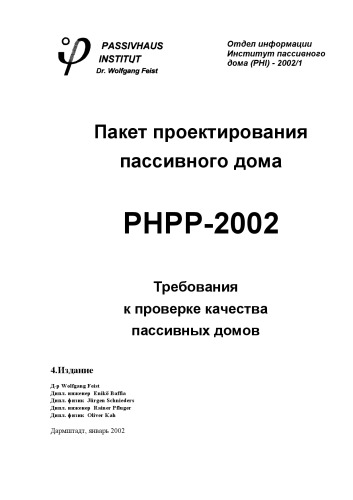 PASSIVHAUS
INSTITUT
Dr. Wolfgang Feist
Отдел информации
Институт пассивного
дома (PHI) - 2002/1
Пакет проектирования
пассивного дома
PHPP-2002
Требования
к проверке качества
пассивных домов
4.Издание
Д-р Wolfgang Feist
Дипл. инженер Enikö Baffia
Дипл. физик Jürgen Schnieders
Дипл. инженер Rainer Pfluger
Дипл. физик Oliver Kah
Дармштадт, январь 2002